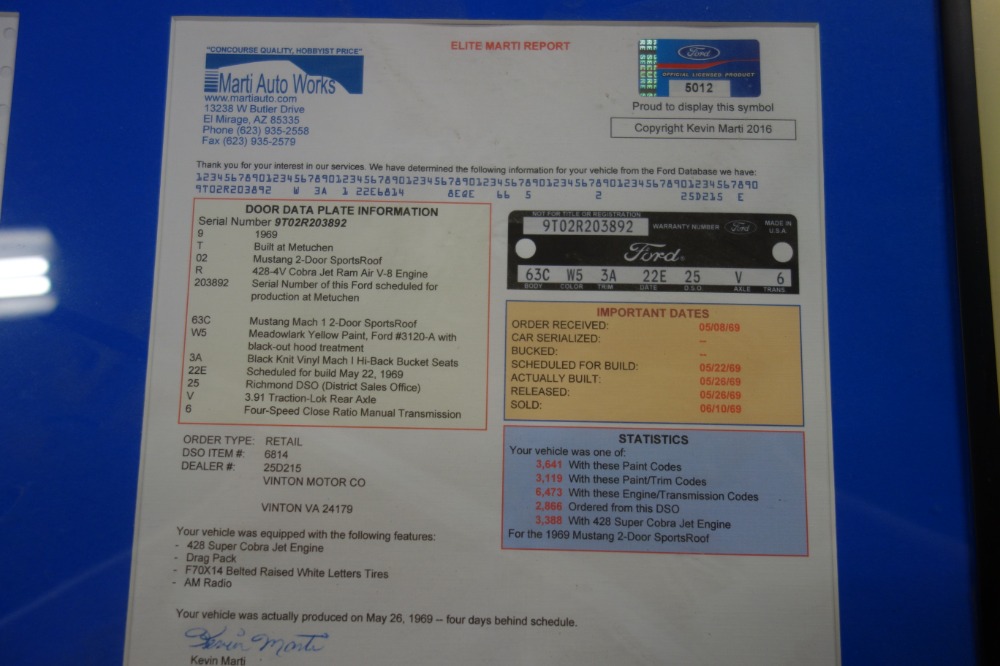 "CONCOURSE QUALITY, HOBBYIST PRICE"
Marti Auto Works
www.martiauto.com
13238 W Butler Drive
El Mirage, AZ 85335
Phone (623) 935-2558
Fax (623) 935-2579
ELITE MARTI REPORT
Ford
OFFICIAL LICENSED PRODUCT
5012
Proud to display this symbol
Copyright Kevin Marti 2016
Thank you for your interest in our services. We have determined the following information for your vehicle from the Ford Database we have:
12345678901234567890123456789012345678901234567890123456789012345678901234567890
9T02R203892 W 3A 1 22E6814 8EQE 66 5 2 25D215 E
DOOR DATA PLATE INFORMATION
Serial Number 9T02R203892
9 1969
T Built at Metuchen
02 Mustang 2-Door SportsRoof
R 428-4V Cobra Jet Ram Air V-8 Engine
203892 Serial Number of this Ford scheduled for
production at Metuchen
63C Mustang Mach 1 2-Door SportsRoof
W5 Meadowlark Yellow Paint, Ford #3120-A with
black-out hood treatment
3A Black Knit Vinyl Mach I Hi-Back Bucket Seats
22E Scheduled for build May 22, 1969
25 Richmond DSO (District Sales Office)
V 3.91 Traction-Lok Rear Axle
6 Four-Speed Close Ratio Manual Transmission
NOT FOR TITLE OR REGISTRATION
9T02R203892 WARRANTY NUMBER Ford MADE IN
U.S.A.
Ford
63C W5 3A 22E 25 V 6
BODY COLOR TRIM DATE D.S.O. AXLE TRANS.
IMPORTANT DATES
ORDER RECEIVED: 05/08/69
CAR SERIALIZED: --
BUCKED: --
SCHEDULED FOR BUILD: 05/22/69
ACTUALLY BUILT: 05/26/69
RELEASED: 05/26/69
SOLD: 06/10/69
STATISTICS
Your vehicle was one of:
3,641 With these Paint Codes
3,119 With these Paint/Trim Codes
6,473 With these Engine/Transmission Codes
2,866 Ordered from this DSO
3,388 With 428 Super Cobra Jet Engine
For the 1969 Mustang 2-Door SportsRoof
ORDER TYPE: RETAIL
DSO ITEM #: 6814
DEALER #: 25D215
VINTON MOTOR CO
VINTON VA 24179
Your vehicle was equipped with the following features:
- 428 Super Cobra Jet Engine
- Drag Pack
- F70X14 Belted Raised White Letters Tires
- AM Radio
Your vehicle was actually produced on May 26, 1969 -- four days behind schedule.
Kevin Marti
Kevin Marti